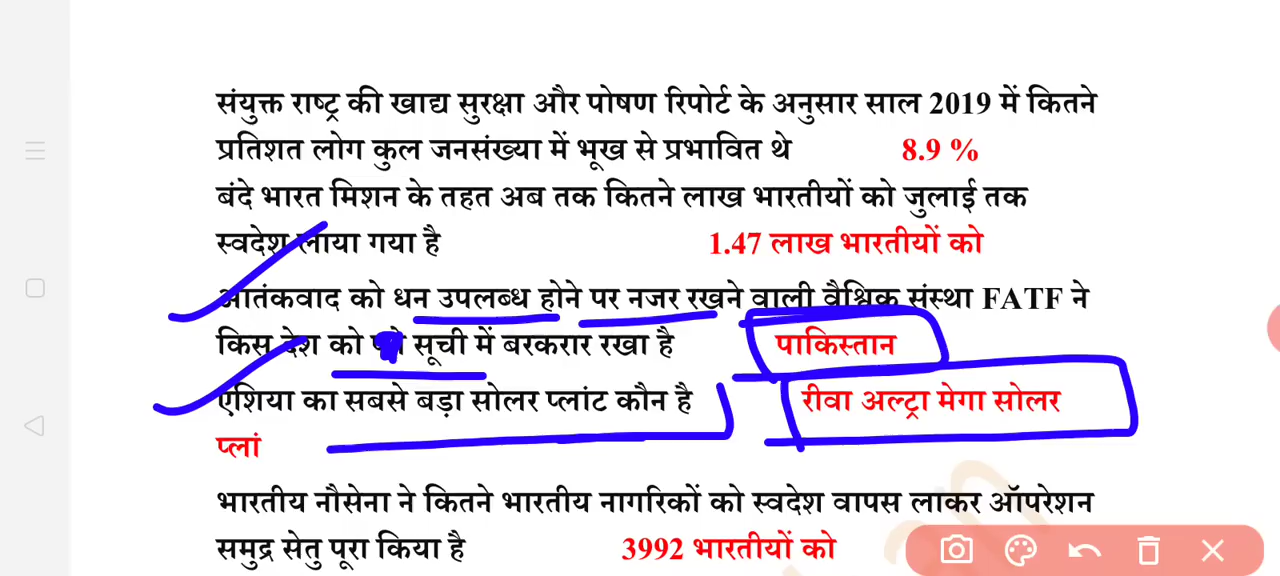 संयुक्त राष्ट्र की खाद्य सुरक्षा और पोषण रिपोर्ट के अनुसार साल 2019 में कितने
प्रतिशत लोग कुल जनसंख्या में भूख से प्रभावित थे 8.9 %
बंदे भारत मिशन के तहत अब तक कितने लाख भारतीयों को जुलाई तक
स्वदेश लाया गया है 1.47 लाख भारतीयों को
आतंकवाद को धन उपलब्ध होने पर नजर रखने वाली वैश्विक संस्था FATF ने
किस देश को सूची में बरकरार रखा है पाकिस्तान
एशिया का सबसे बड़ा सोलर प्लांट कौन है रीवा अल्ट्रा मेगा सोलर
प्लां
भारतीय नौसेना ने कितने भारतीय नागरिकों को स्वदेश वापस लाकर ऑपरेशन
समुद्र सेतु पूरा किया है 3992 भारतीयों को